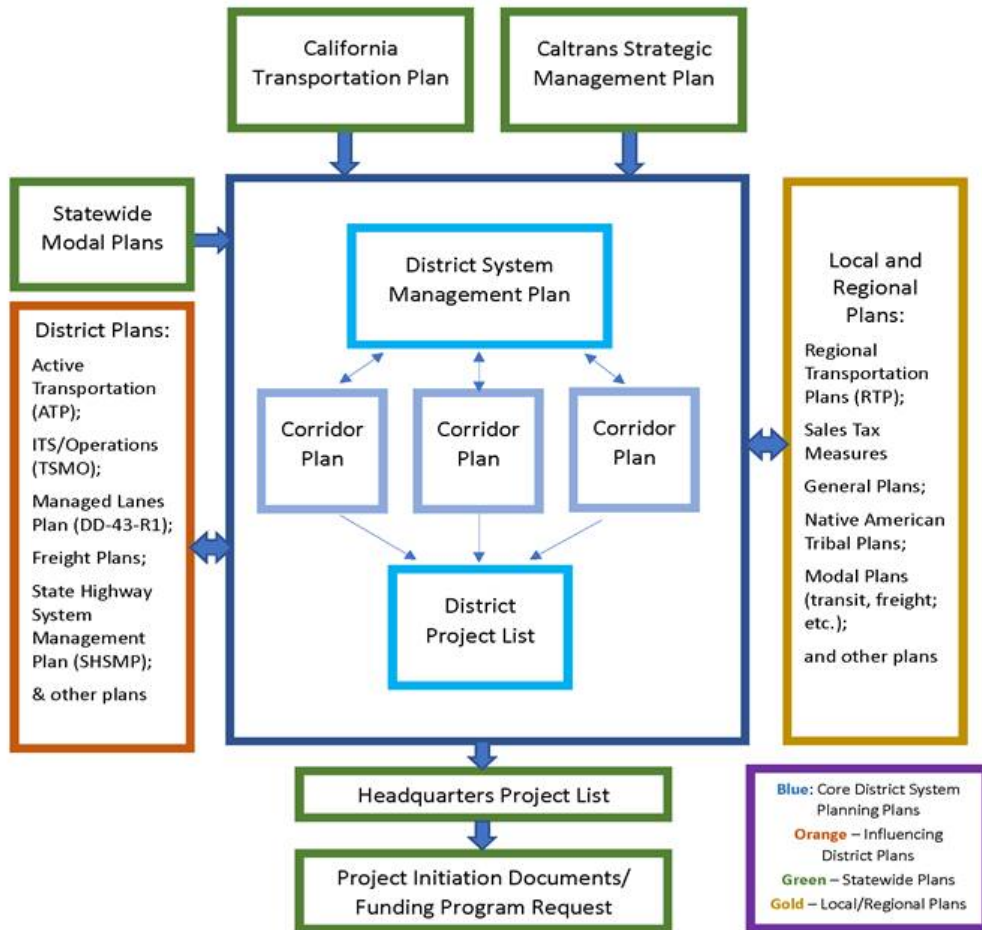 California
Transportation Plan
Caltrans Strategic
Management Plan
Statewide
Modal Plans
District Plans:
Active
Transportation
(ATP);
ITS/Operations
(TSMO);
Managed Lanes
Plan (DD-43-R1);
Freight Plans;
State Highway
System
Management
Plan (SHSMP);
& other plans
District System
Management Plan
Corridor
Plan
Corridor
Plan
Corridor
Plan
District
Project List
Local and
Regional
Plans:
Regional
Transportation
Plans (RTP);
Sales Tax
Measures
General Plans;
Native American
Tribal Plans;
Modal Plans
(transit, freight;
etc.);
and other plans
Headquarters Project List
Project Initiation Documents/
Funding Program Request
Blue: Core District System
Planning Plans
Orange – Influencing
District Plans
Green – Statewide Plans
Gold – Local/Regional Plans